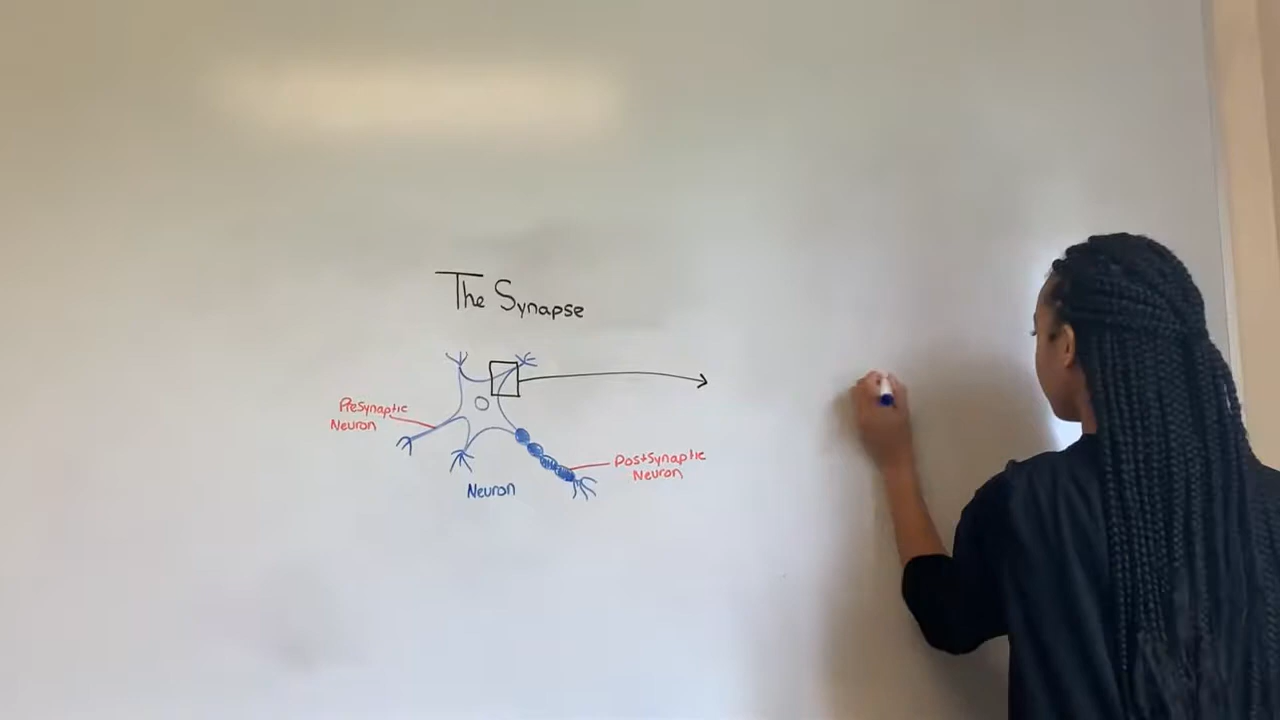 The Synapse
Presynaptic
Neuron
Postsynaptic
Neuron
Neuron